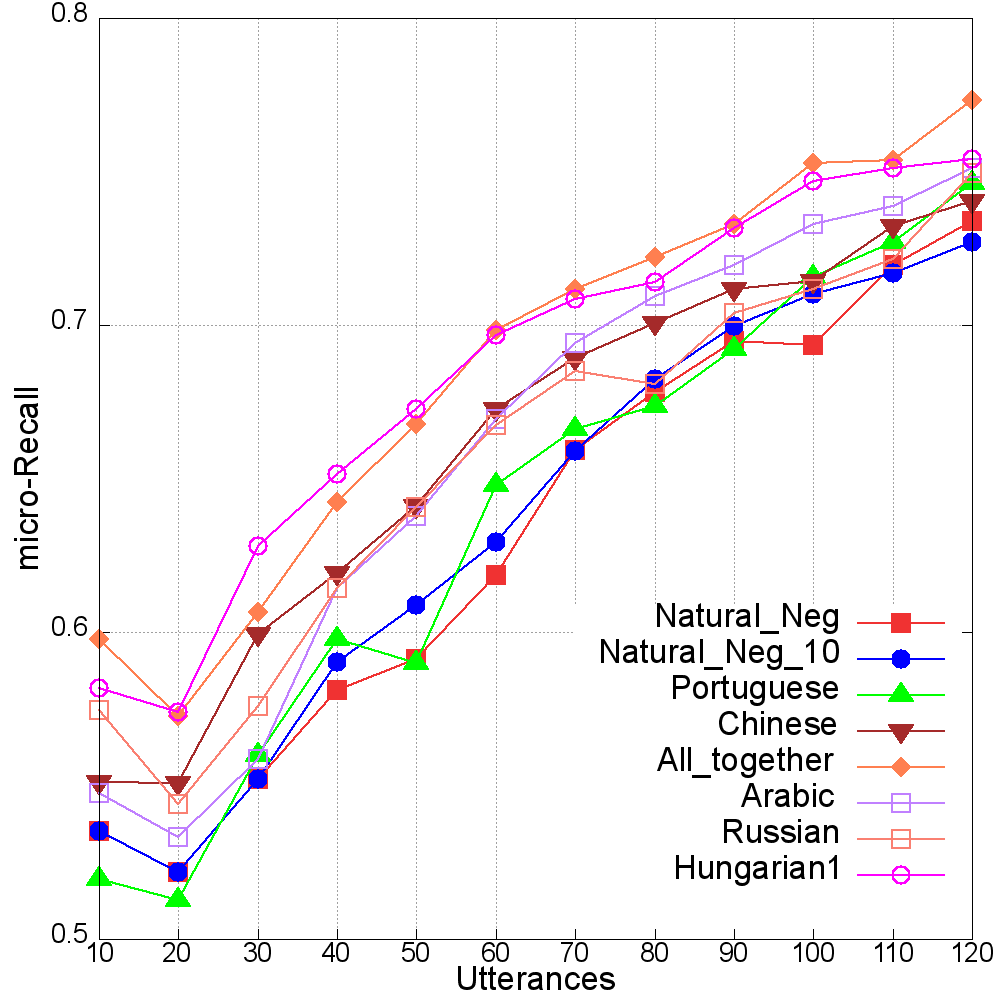 0.8
0.7
0.6
0.5
micro-Recall
10 20 30 40 50 60 70 80 90 100 110 120
Utterances
Natural_Neg
Natural_Neg_10
Portuguese
Chinese
All_together
Arabic
Russian
Hungarian1